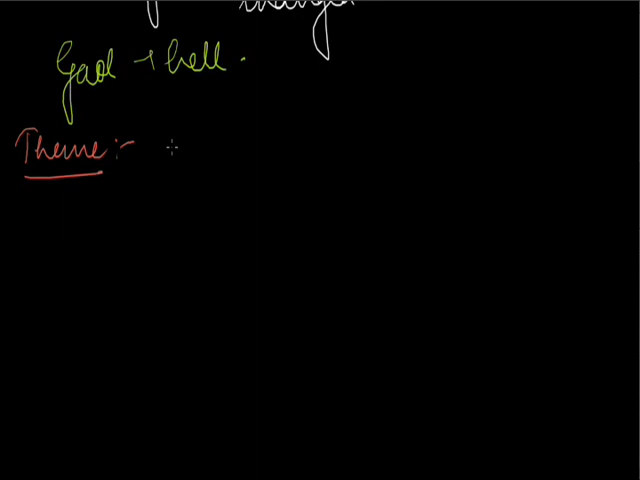 Gaol → hell.
Theme :-